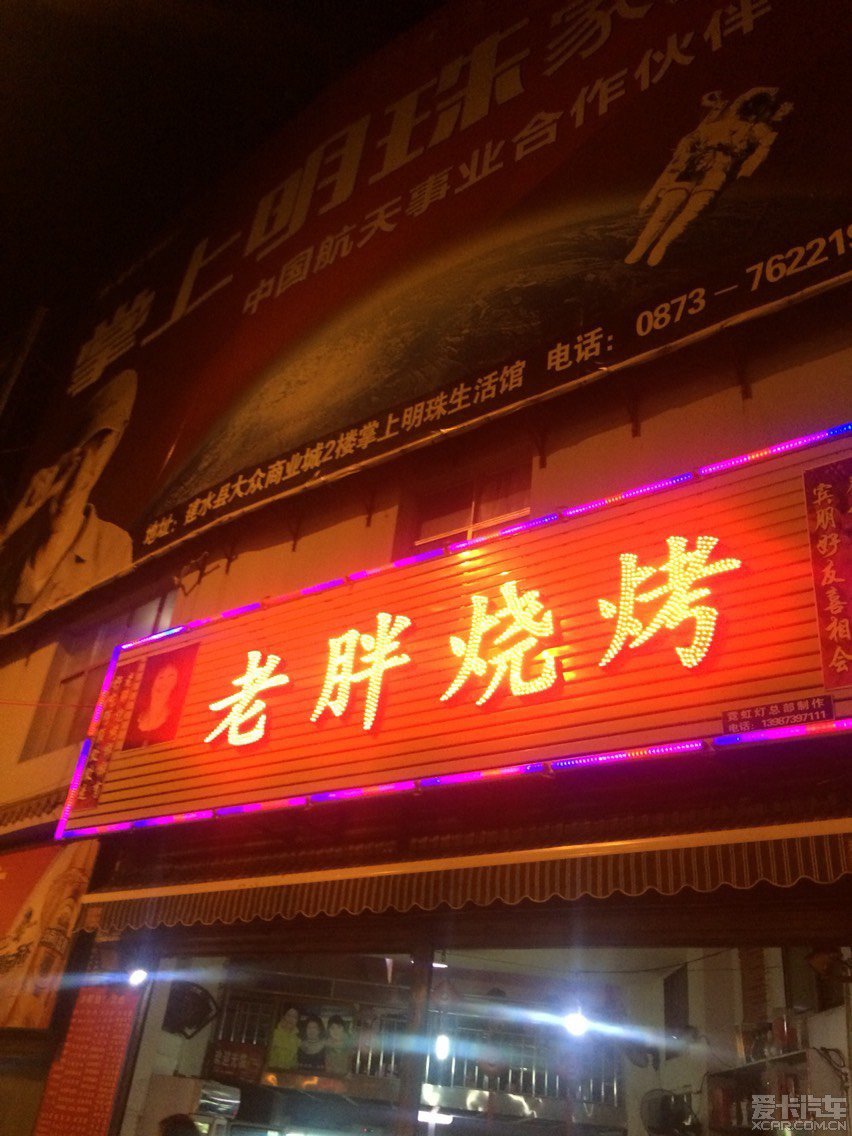 掌上明珠家
中国航天事业合作伙伴
地址：建水县大众商业城2楼掌上明珠生活馆 电话：0873－762219
宾朋好友喜相会
老胖烧烤
霓虹灯总部制作
电话：13987397111
爱卡汽车
XCAR.COM.CN